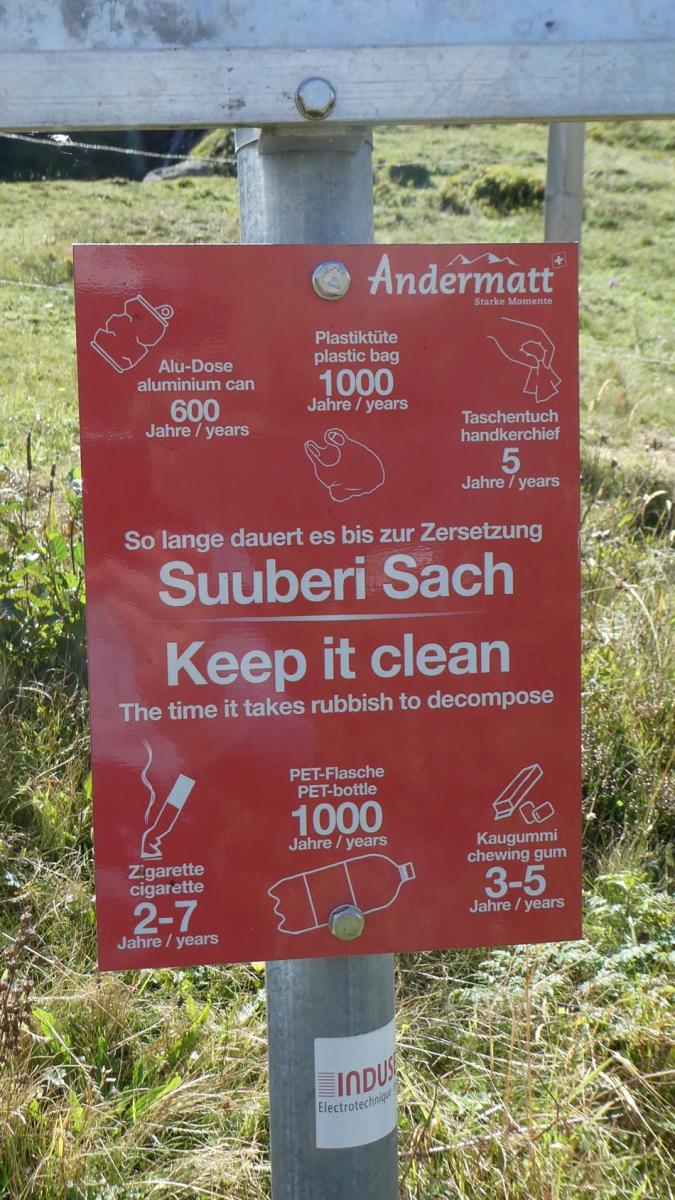 Andermatt
Starke Momente
Alu-Dose
aluminium can
600
Jahre / years
Plastiktüte
plastic bag
1000
Jahre / years
Taschentuch
handkerchief
5
Jahre / years
So lange dauert es bis zur Zersetzung
Suuberi Sach
Keep it clean
The time it takes rubbish to decompose
Zigarette
cigarette
2-7
Jahre / years
PET-Flasche
PET-bottle
1000
Jahre / years
Kaugummi
chewing gum
3-5
Jahre / years
Electrotechnique